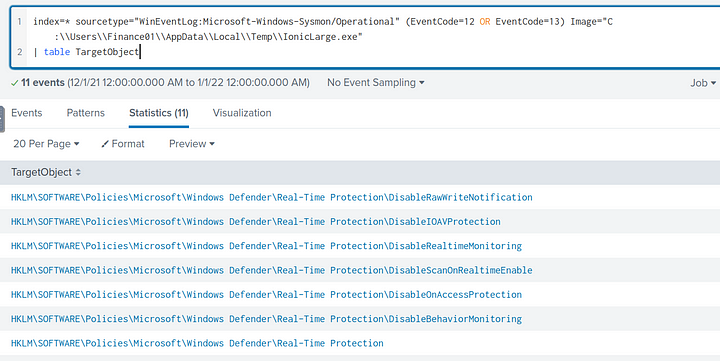 1 index=* sourcetype="WinEventLog:Microsoft-Windows-Sysmon/Operational" (EventCode=12 OR EventCode=13) Image="C
:\\Users\\Finance01\\AppData\\Local\\Temp\\IonicLarge.exe"
2 | table TargetObject
✓ 11 events (12/1/21 12:00:00.000 AM to 1/1/22 12:00:00.000 AM) No Event Sampling Job
Events Patterns Statistics (11) Visualization
20 Per Page Format Preview
TargetObject
HKLM\SOFTWARE\Policies\Microsoft\Windows Defender\Real-Time Protection\DisableRawWriteNotification
HKLM\SOFTWARE\Policies\Microsoft\Windows Defender\Real-Time Protection\DisableIOAVProtection
HKLM\SOFTWARE\Policies\Microsoft\Windows Defender\Real-Time Protection\DisableRealtimeMonitoring
HKLM\SOFTWARE\Policies\Microsoft\Windows Defender\Real-Time Protection\DisableScanOnRealtimeEnable
HKLM\SOFTWARE\Policies\Microsoft\Windows Defender\Real-Time Protection\DisableOnAccessProtection
HKLM\SOFTWARE\Policies\Microsoft\Windows Defender\Real-Time Protection\DisableBehaviorMonitoring
HKLM\SOFTWARE\Policies\Microsoft\Windows Defender\Real-Time Protection